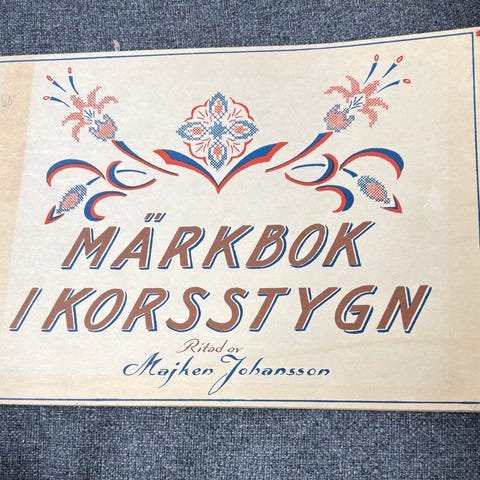 MÄRKBOK
I KORSSTYGN
Ritad av
Majken Johansson